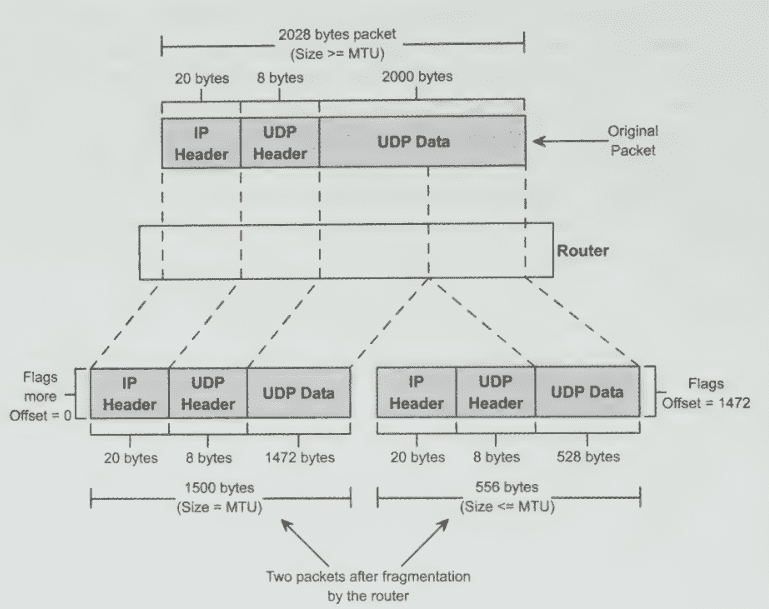 2028 bytes packet
(Size >= MTU)
20 bytes 8 bytes 2000 bytes
IP
Header
UDP
Header
UDP Data
Original
Packet
Router
Flags
more
Offset = 0
IP
Header
UDP
Header
UDP Data
IP
Header
UDP
Header
UDP Data
Flags
Offset = 1472
20 bytes 8 bytes 1472 bytes
20 bytes 8 bytes 528 bytes
1500 bytes
(Size = MTU)
556 bytes
(Size <= MTU)
Two packets after fragmentation
by the router